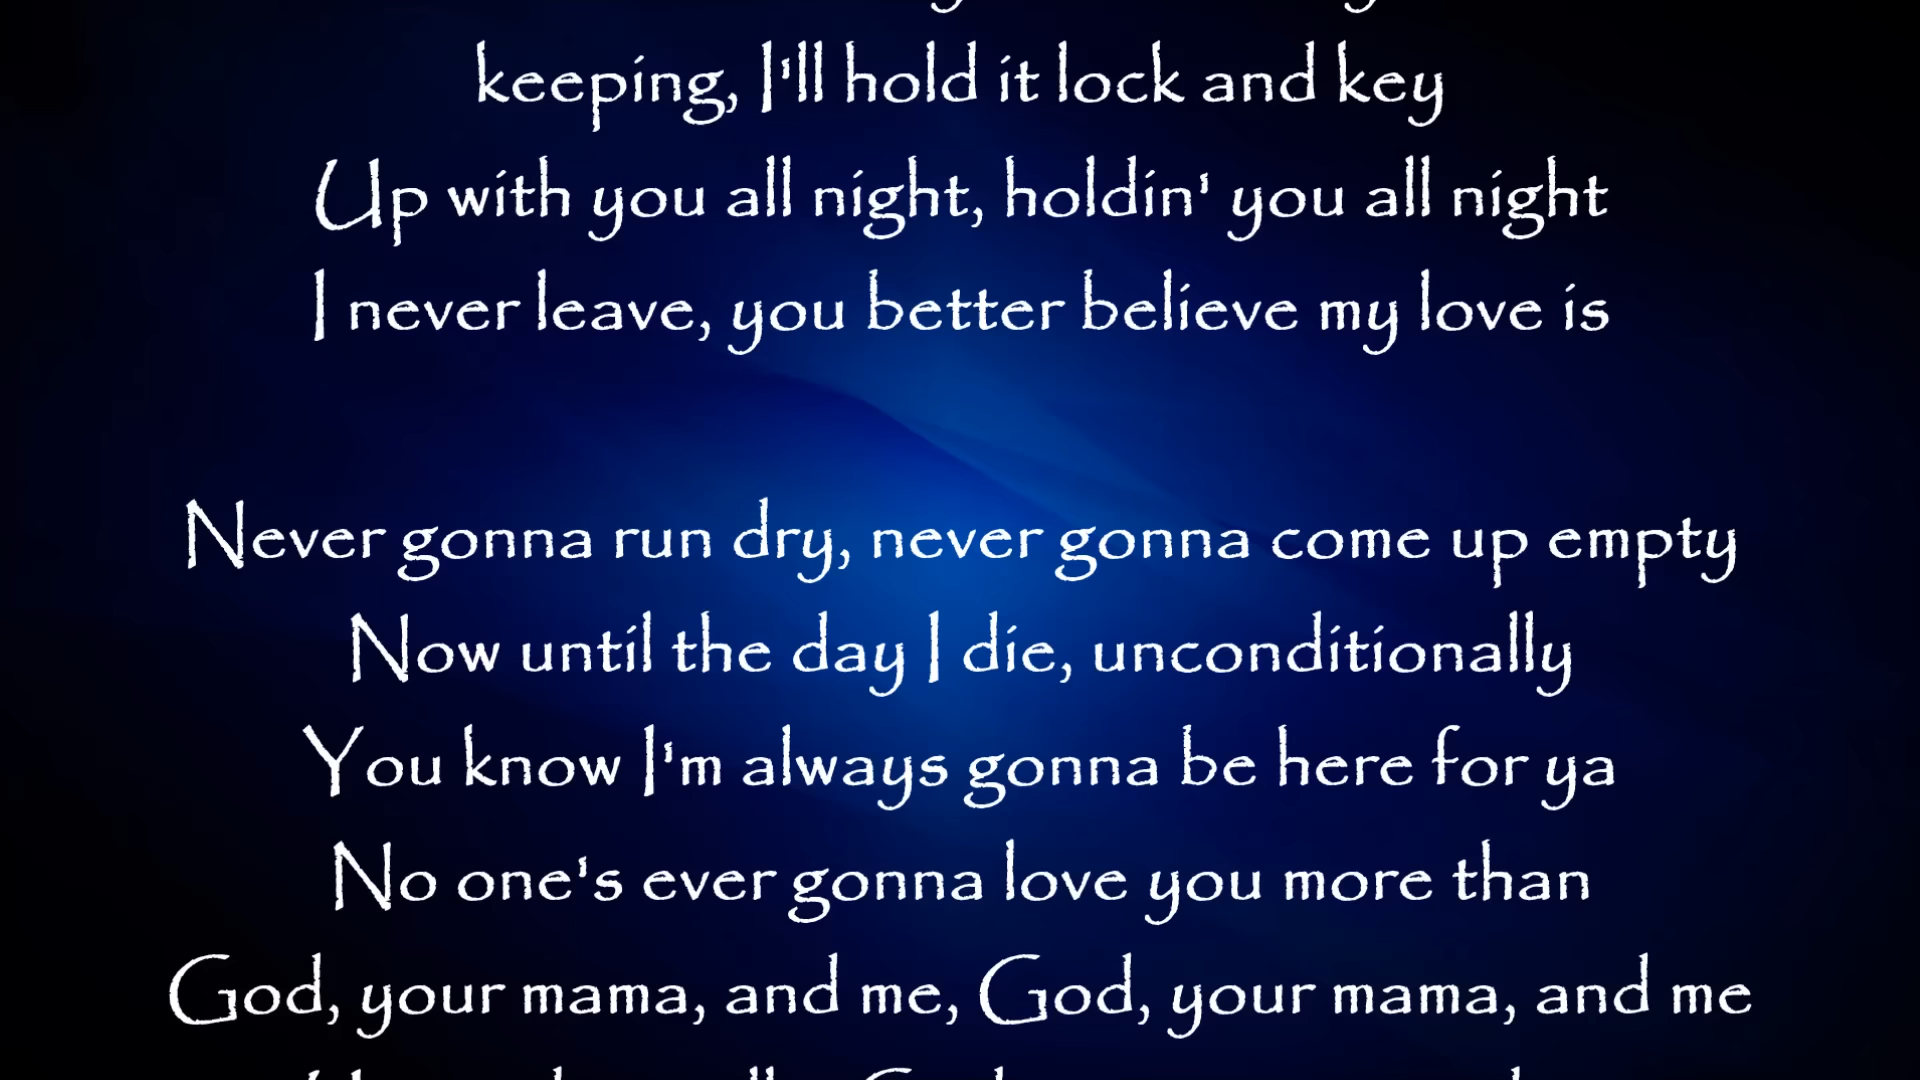 keeping, I'll hold it lock and key
Up with you all night, holdin' you all night
I never leave, you better believe my love is
Never gonna run dry, never gonna come up empty
Now until the day I die, unconditionally
You know I'm always gonna be here for ya
No one's ever gonna love you more than
God, your mama, and me, God, your mama, and me